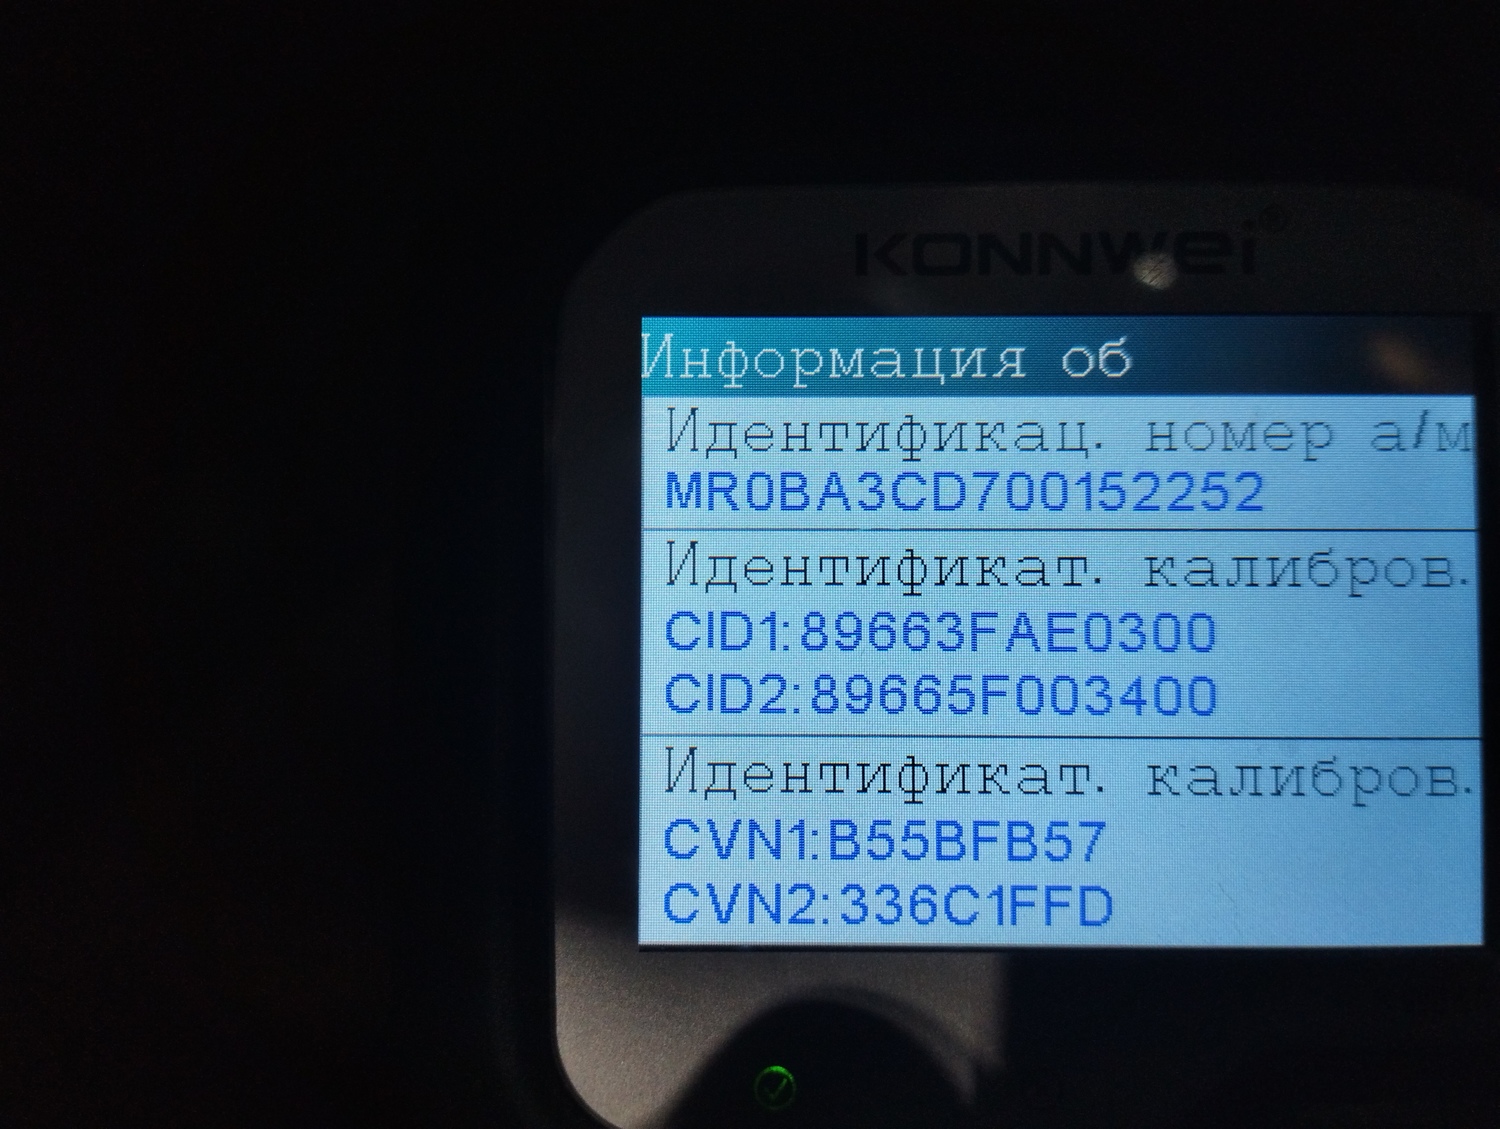 KONNWEI®
Информация об
Идентификац. номер а/м
MR0BA3CD700152252
Идентификат. калибров.
CID1:89663FAE0300
CID2:89665F003400
Идентификат. калибров.
CVN1:B55BFB57
CVN2:336C1FFD